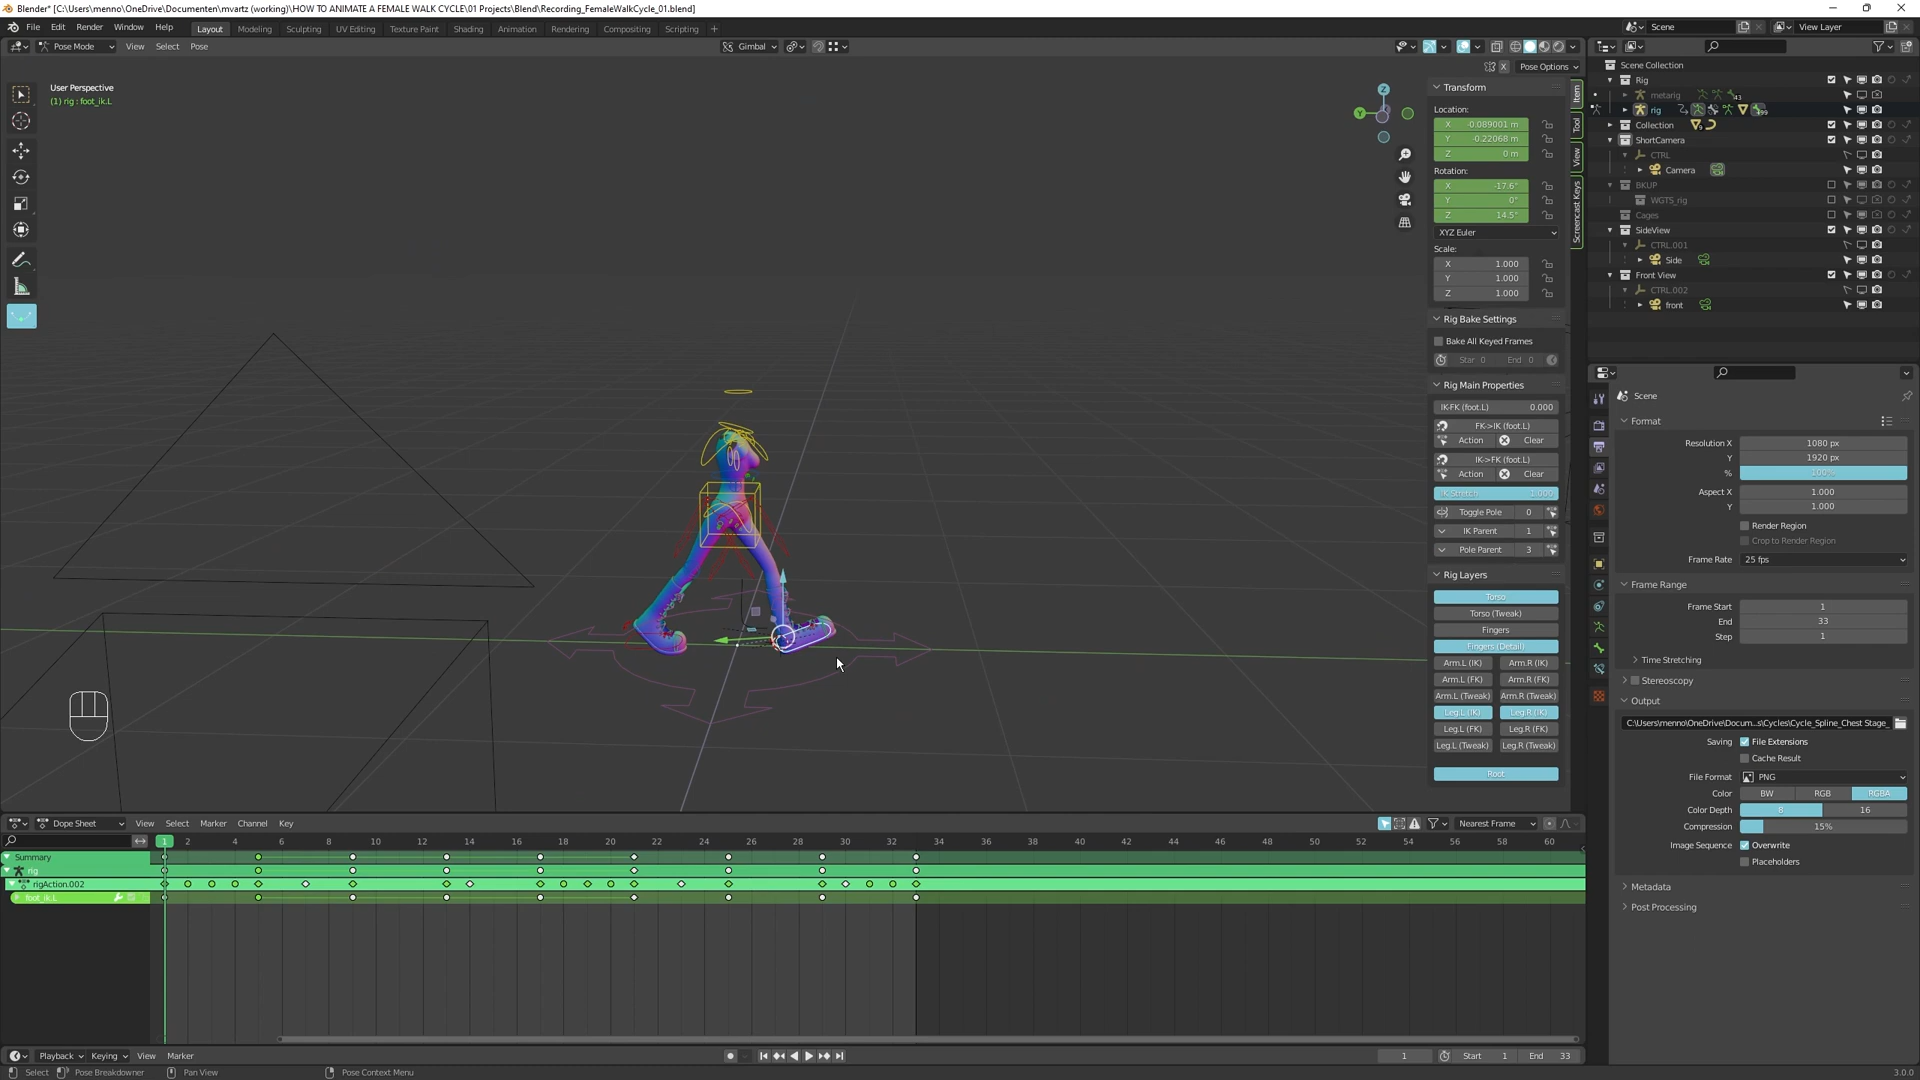 Blender* [C:\Users\menno\OneDrive\Documenten\mvartz (working)\HOW TO ANIMATE A FEMALE WALK CYCLE\01 Projects\Blend\Recording_FemaleWalkCycle_01.blend]
File Edit Render Window Help Layout Modeling Sculpting UV Editing Texture Paint Shading Animation Rendering Compositing Scripting + Scene View Layer
Pose Mode View Select Pose Gimbal
X Pose Options
User Perspective
(1) rig : foot_ik.L
Z
Y
Transform
Location:
X -0.089001 m
Y -0.22068 m
Z 0 m
Rotation:
X -17.6°
Y 0°
Z 14.5°
XYZ Euler
Scale:
X 1.000
Y 1.000
Z 1.000
Rig Bake Settings
Bake All Keyed Frames
Star 0 End 0
Rig Main Properties
IK-FK (foot.L) 0.000
FK->IK (foot.L)
Action Clear
IK->FK (foot.L)
Action Clear
IK Stretch 1.000
Toggle Pole 0
IK Parent 1
Pole Parent 3
Rig Layers
Torso
Torso (Tweak)
Fingers
Fingers (Detail)
Arm.L (IK) Arm.R (IK)
Arm.L (FK) Arm.R (FK)
Arm.L (Tweak) Arm.R (Tweak)
Leg.L (IK) Leg.R (IK)
Leg.L (FK) Leg.R (FK)
Leg.L (Tweak) Leg.R (Tweak)
Root
Item
Tool
View
Screencast Keys
Scene Collection
Rig
metarig 43
rig
Collection 9
ShortCamera
CTRL
Camera
BKUP
WGTS_rig
Cages
SideView
CTRL.001
Side
Front View
CTRL.002
front
Scene
Format
Resolution X 1080 px
Y 1920 px
% 100%
Aspect X 1.000
Y 1.000
Render Region
Crop to Render Region
Frame Rate 25 fps
Frame Range
Frame Start 1
End 33
Step 1
Time Stretching
Stereoscopy
Output
C:\Users\menno\OneDrive\Docum...s\Cycles\Cycle_Spline_Chest Stage_
Saving File Extensions
Cache Result
File Format PNG
Color BW RGB RGBA
Color Depth 8 16
Compression 15%
Image Sequence Overwrite
Placeholders
Metadata
Post Processing
Dope Sheet View Select Marker Channel Key Nearest Frame
1 2 4 6 8 10 12 14 16 18 20 22 24 26 28 30 32 34 36 38 40 42 44 46 48 50 52 54 56 58 60
Summary
rig
rigAction.002
foot_ik.L
Playback Keying View Marker 1 Start 1 End 33
Select Pose Breakdowner Pan View Pose Context Menu 3.0.0